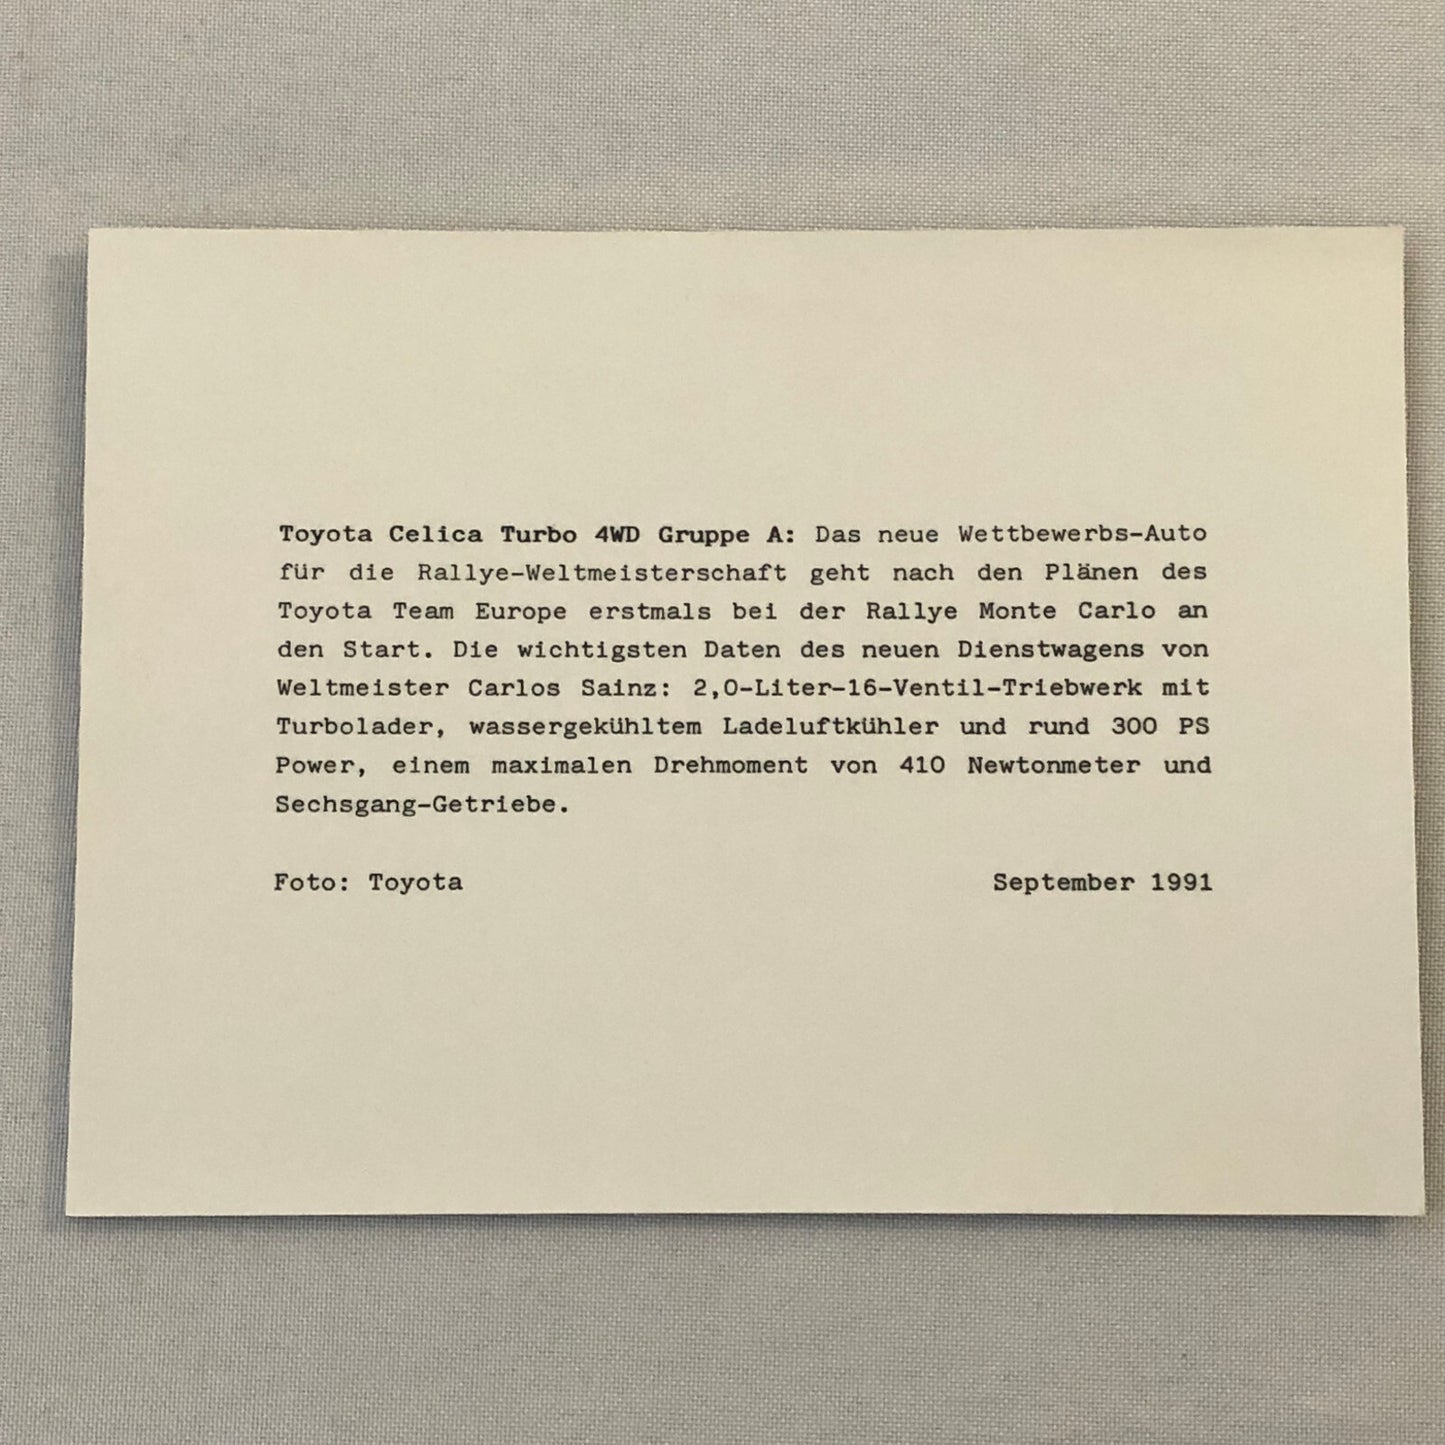 Toyota Celica Turbo 4WD Gruppe A: Das neue Wettbewerbs-Auto
für die Rallye-Weltmeisterschaft geht nach den Plänen des
Toyota Team Europe erstmals bei der Rallye Monte Carlo an
den Start. Die wichtigsten Daten des neuen Dienstwagens von
Weltmeister Carlos Sainz: 2,0-Liter-16-Ventil-Triebwerk mit
Turbolader, wassergekühltem Ladeluftkühler und rund 300 PS
Power, einem maximalen Drehmoment von 410 Newtonmeter und
Sechsgang-Getriebe.
Foto: Toyota September 1991